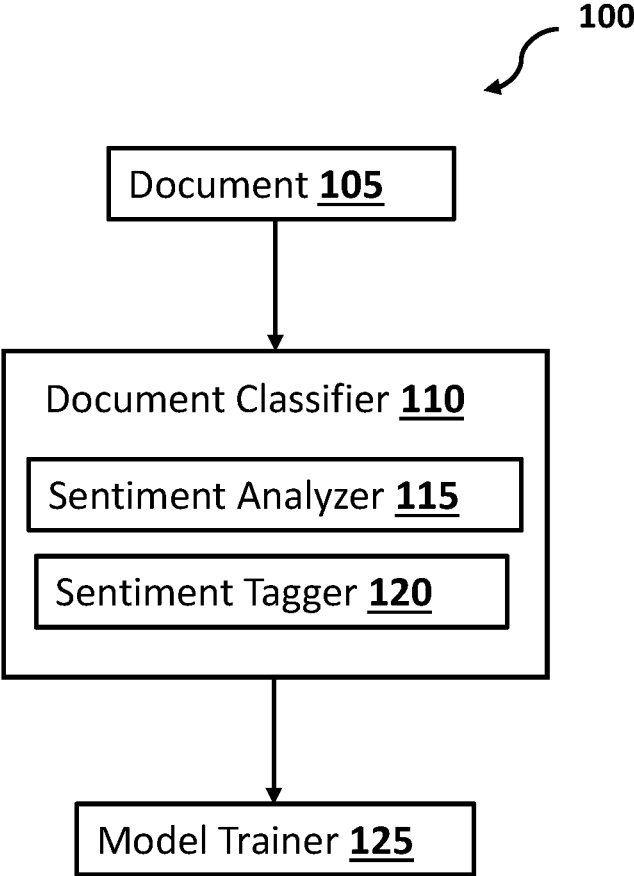 100
Document 105
Document Classifier 110
Sentiment Analyzer 115
Sentiment Tagger 120
Model Trainer 125